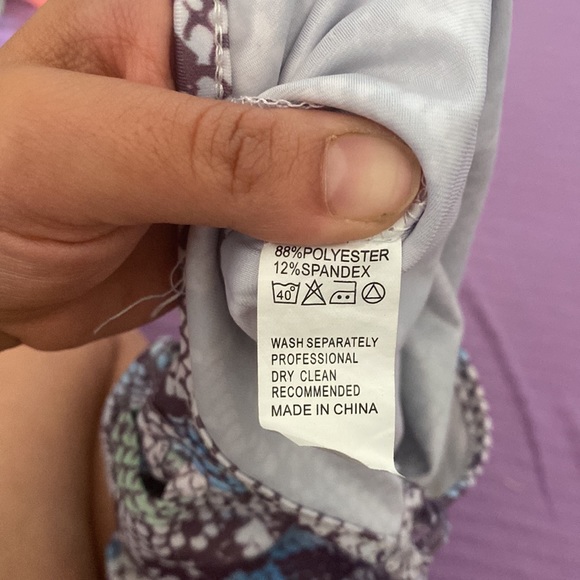 88%POLYESTER
12%SPANDEX
40
WASH SEPARATELY
PROFESSIONAL
DRY CLEAN
RECOMMENDED
MADE IN CHINA